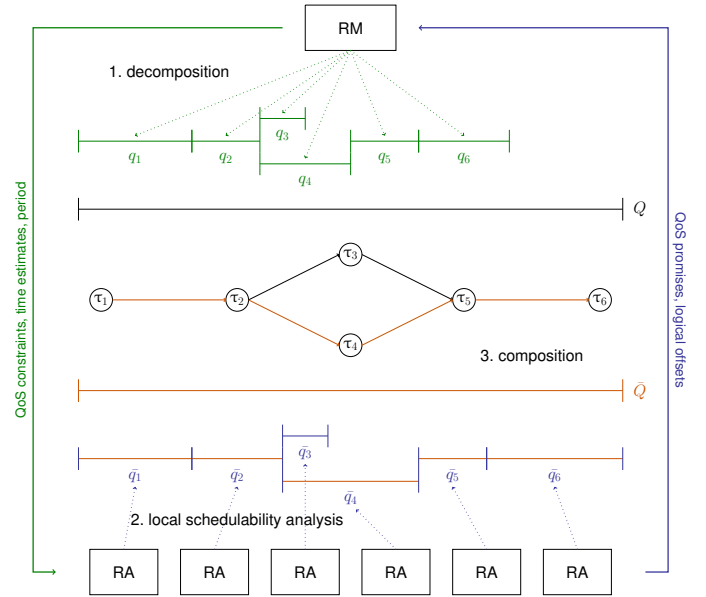 RM
1. decomposition
q₃
q₁
q₂
q₅
q₆
q₄
Q
QoS constraints, time estimates, period
QoS promises, logical offsets
τ₃
τ₁
τ₂
τ₅
τ₆
τ₄
3. composition
Q̄
q̄₃
q̄₁
q̄₂
q̄₅
q̄₆
q̄₄
2. local schedulability analysis
RA
RA
RA
RA
RA
RA